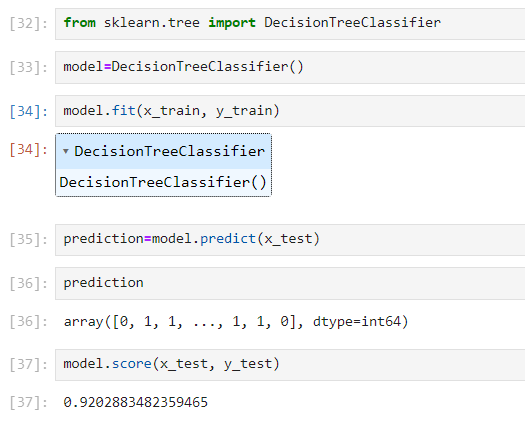 [32]: from sklearn.tree import DecisionTreeClassifier
[33]: model=DecisionTreeClassifier()
[34]: model.fit(x_train, y_train)
[34]: ▾ DecisionTreeClassifier
DecisionTreeClassifier()
[35]: prediction=model.predict(x_test)
[36]: prediction
[36]: array([0, 1, 1, ..., 1, 1, 0], dtype=int64)
[37]: model.score(x_test, y_test)
[37]: 0.9202883482359465